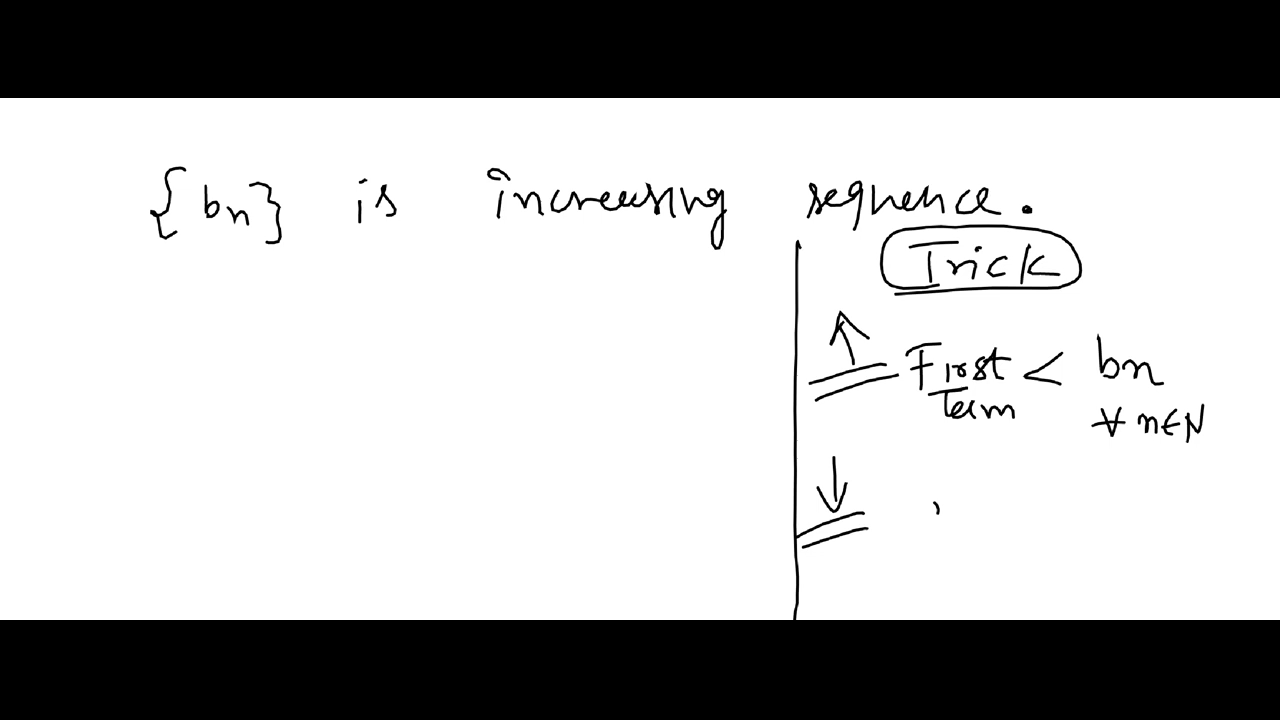 {bn} is increasing sequence.
Trick
↑ First Term < bn
∀ n∈N
↓